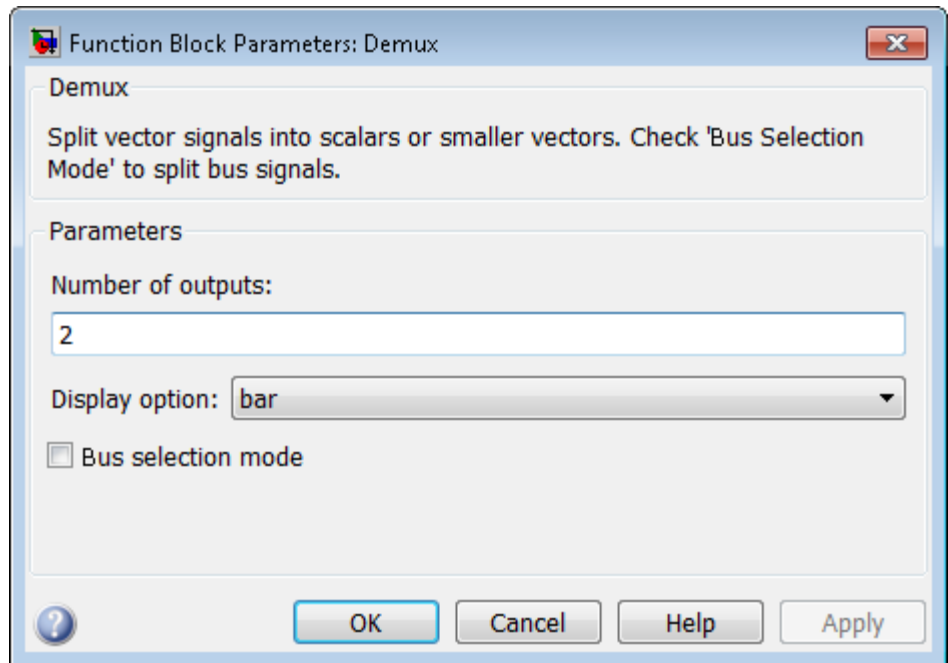 Function Block Parameters: Demux
Demux
Split vector signals into scalars or smaller vectors. Check 'Bus Selection
Mode' to split bus signals.
Parameters
Number of outputs:
2
Display option: bar
Bus selection mode
? OK Cancel Help Apply